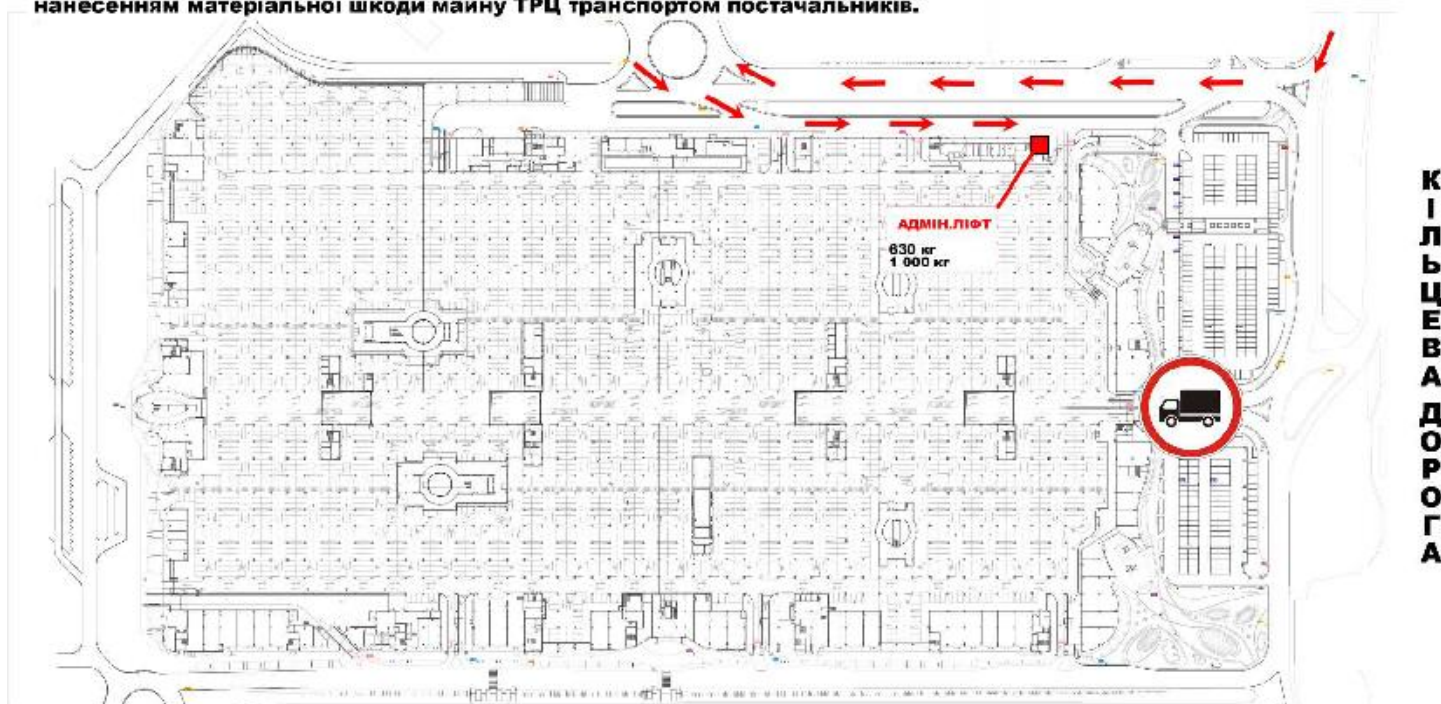 нанесенням матеріальної шкоди майну ТРЦ транспортом постачальників.
АДМІН.ЛІФТ
630 кг
1 000 кг
КІЛЬЦЕВА ДОРОГА